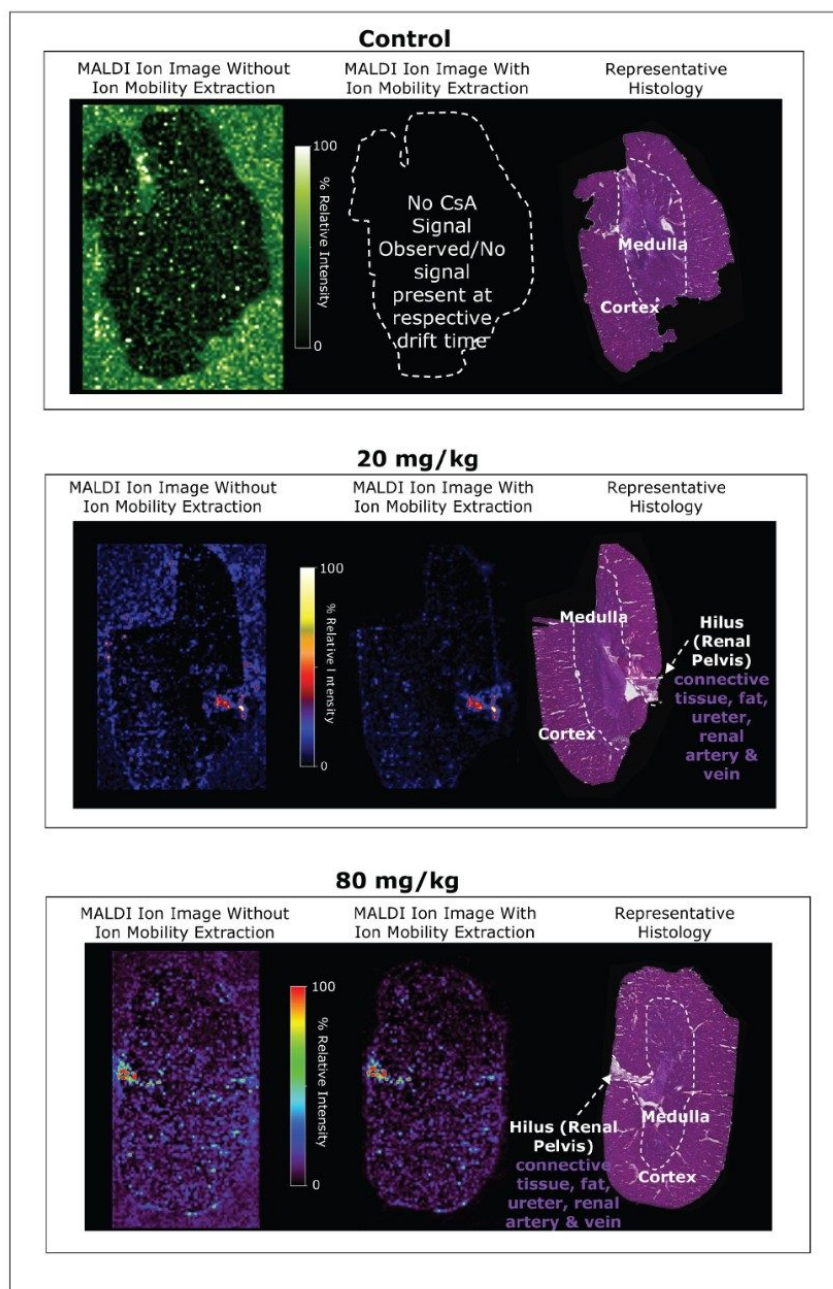 Control
MALDI Ion Image Without
Ion Mobility Extraction
MALDI Ion Image With
Ion Mobility Extraction
Representative
Histology
100
% Relative Intensity
0
No CsA
Signal
Observed/No
signal
present at
respective
drift time
Medulla
Cortex
20 mg/kg
MALDI Ion Image Without
Ion Mobility Extraction
MALDI Ion Image With
Ion Mobility Extraction
Representative
Histology
100
% Relative Intensity
0
Medulla
Cortex
Hilus
(Renal
Pelvis)
connective
tissue, fat,
ureter,
renal
artery &
vein
80 mg/kg
MALDI Ion Image Without
Ion Mobility Extraction
MALDI Ion Image With
Ion Mobility Extraction
Representative
Histology
100
% Relative Intensity
0
Hilus (Renal
Pelvis)
connective
tissue, fat,
ureter, renal
artery & vein
Medulla
Cortex